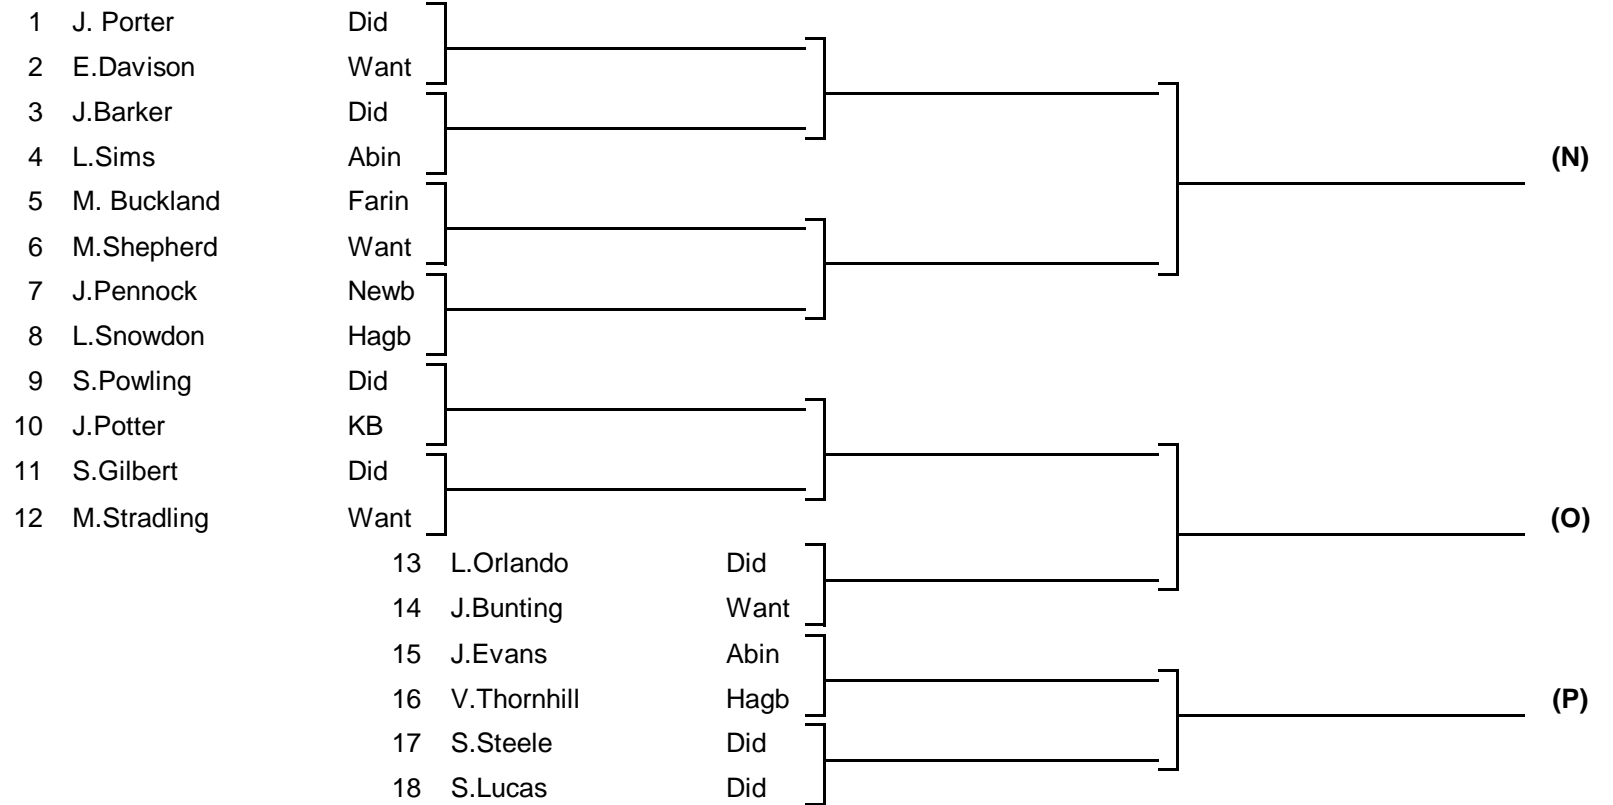 1 J. Porter Did
2 E.Davison Want
3 J.Barker Did
4 L.Sims Abin (N)
5 M. Buckland Farin
6 M.Shepherd Want
7 J.Pennock Newb
8 L.Snowdon Hagb
9 S.Powling Did
10 J.Potter KB
11 S.Gilbert Did
12 M.Stradling Want (O)
13 L.Orlando Did
14 J.Bunting Want
15 J.Evans Abin
16 V.Thornhill Hagb (P)
17 S.Steele Did
18 S.Lucas Did